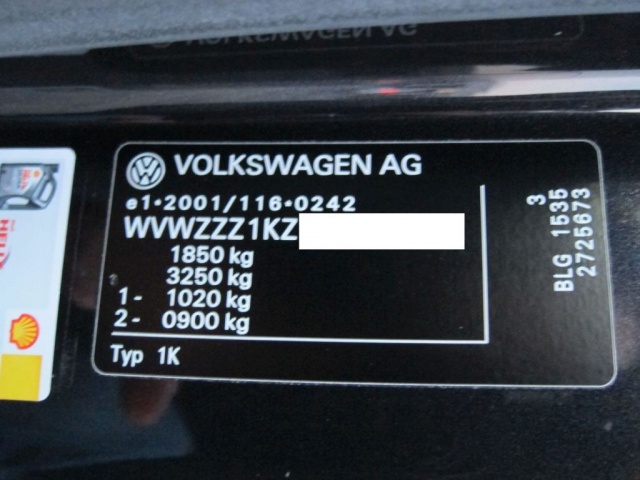 VOLKSWAGEN AG
e1*2001/116*0242
WVWZZZ1KZ
1850 kg
3250 kg
1- 1020 kg
2- 0900 kg
Typ 1K
3
BLG 1535
2725673